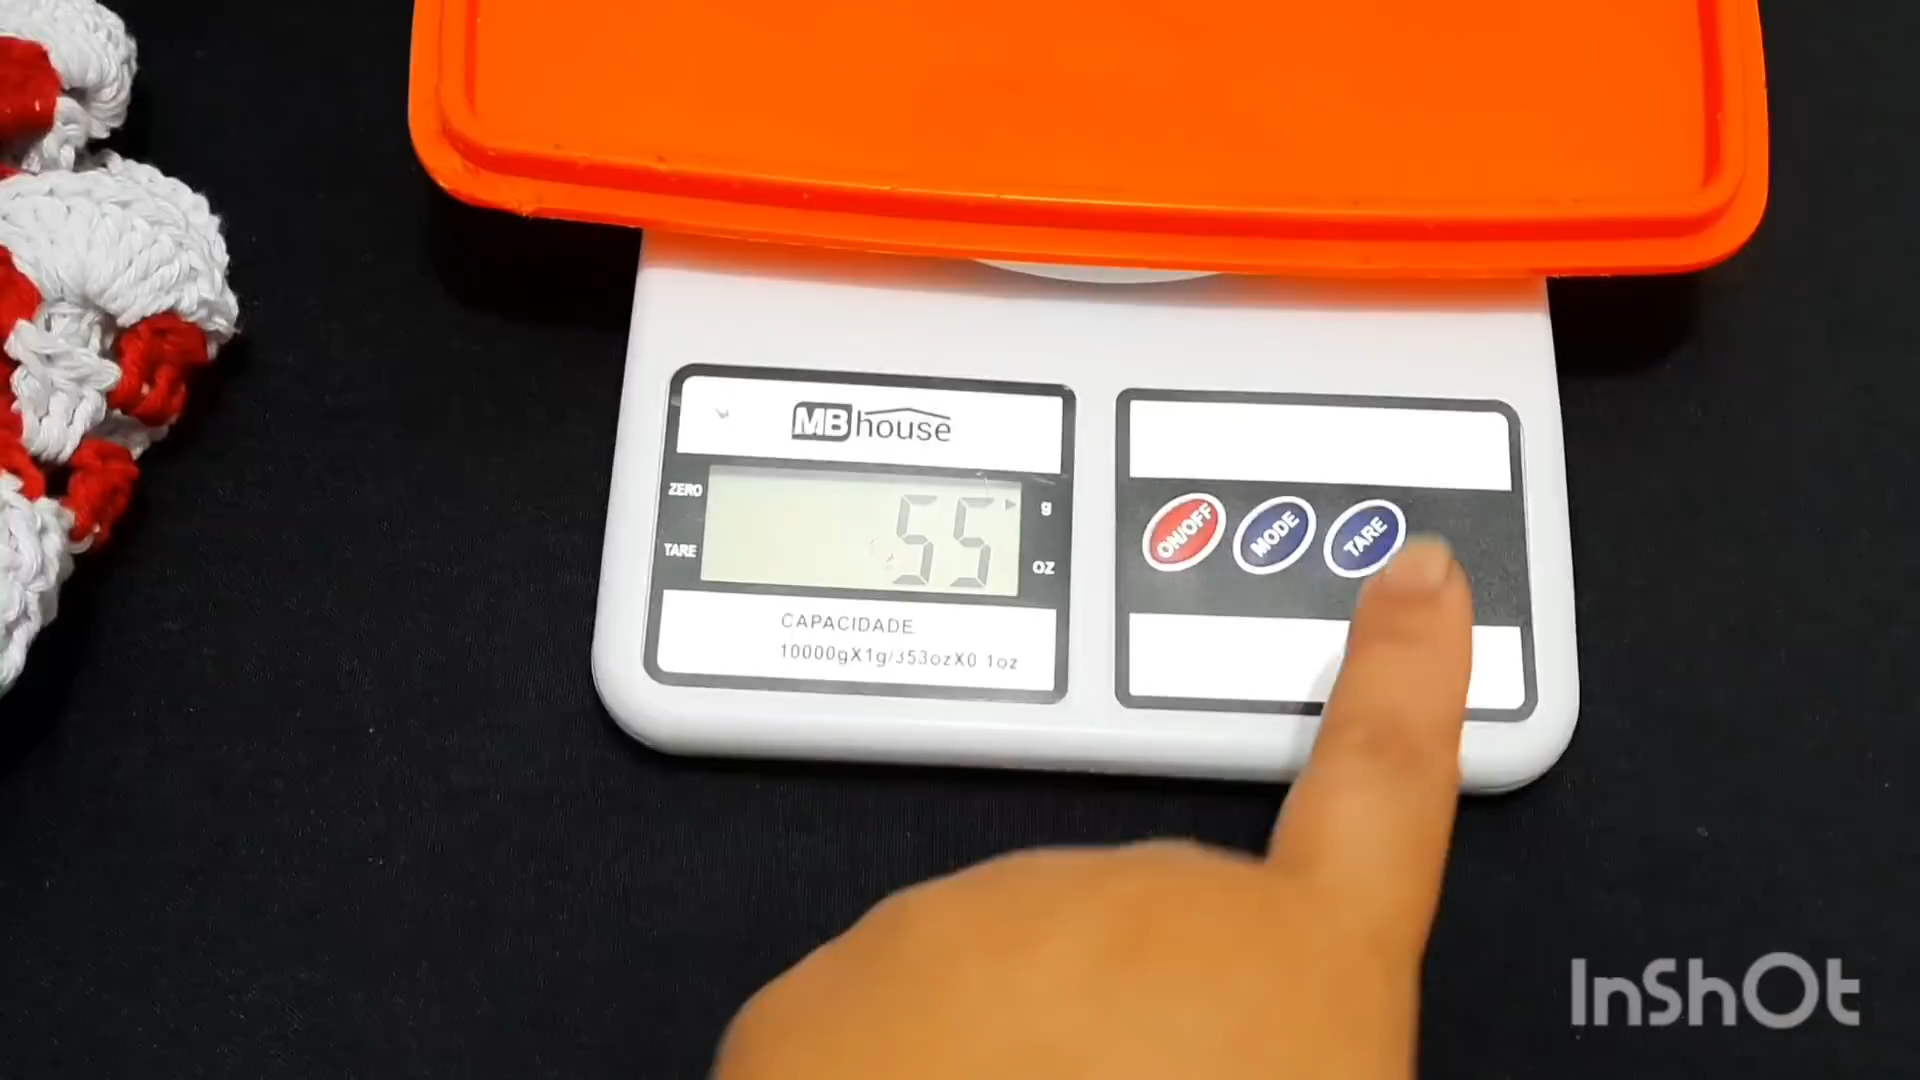 MB house
ZERO
g
55
TARE
OZ
CAPACIDADE
10000gX1g/353ozX0 1oz
ON/OFF
MODE
TARE
InShOt